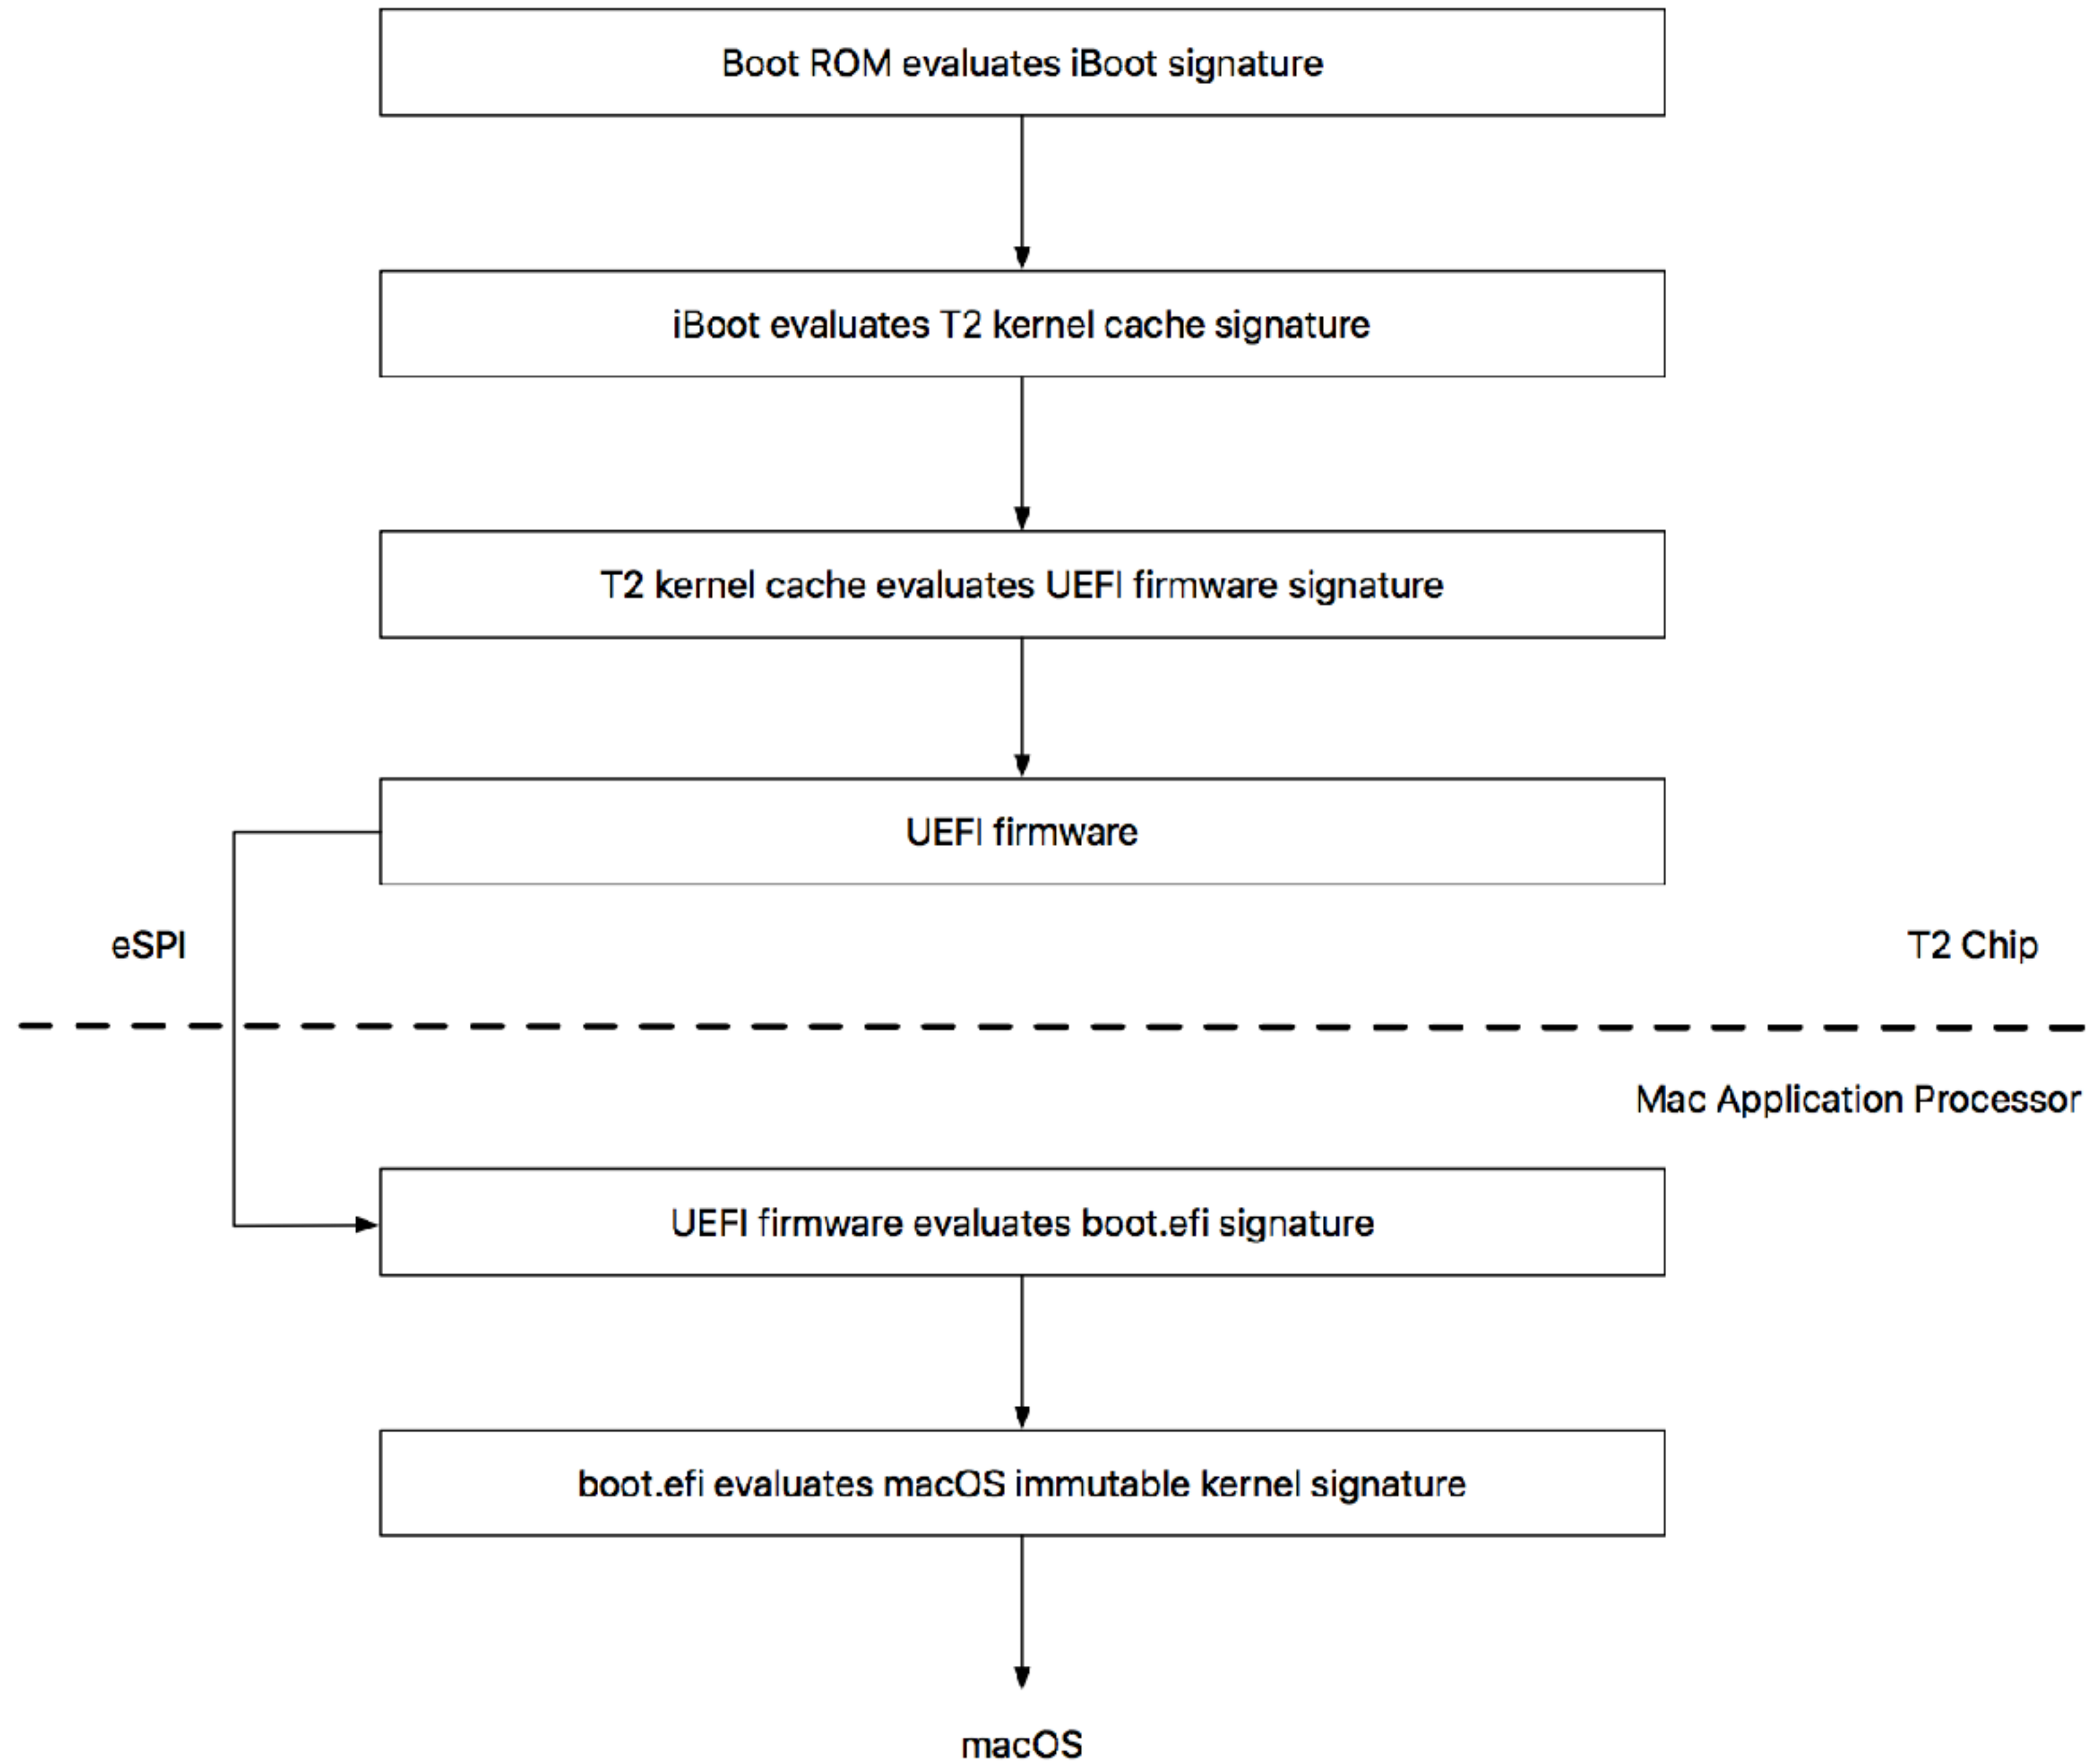 Boot ROM evaluates iBoot signature
iBoot evaluates T2 kernel cache signature
T2 kernel cache evaluates UEFI firmware signature
UEFI firmware
eSPI
T2 Chip
Mac Application Processor
UEFI firmware evaluates boot.efi signature
boot.efi evaluates macOS immutable kernel signature
macOS